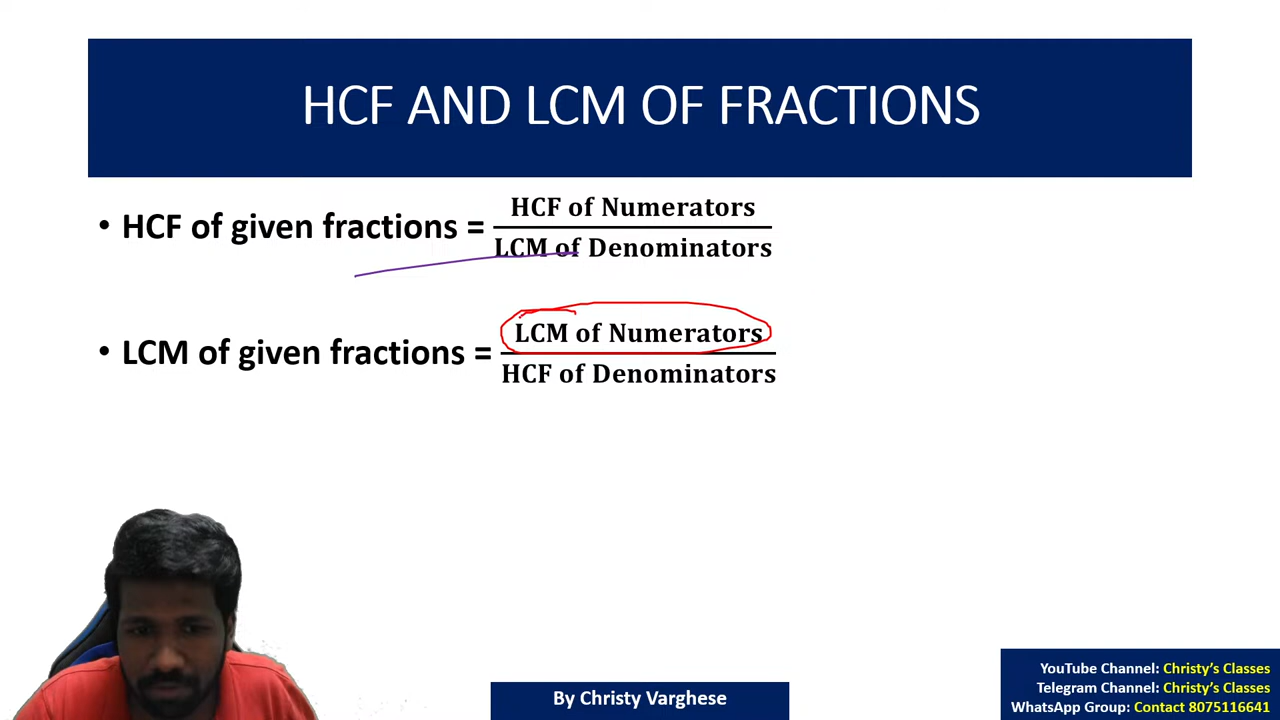 HCF AND LCM OF FRACTIONS
• HCF of given fractions = HCF of Numerators
LCM of Denominators
• LCM of given fractions = LCM of Numerators
HCF of Denominators
By Christy Varghese
YouTube Channel: Christy's Classes
Telegram Channel: Christy's Classes
WhatsApp Group: Contact 8075116641